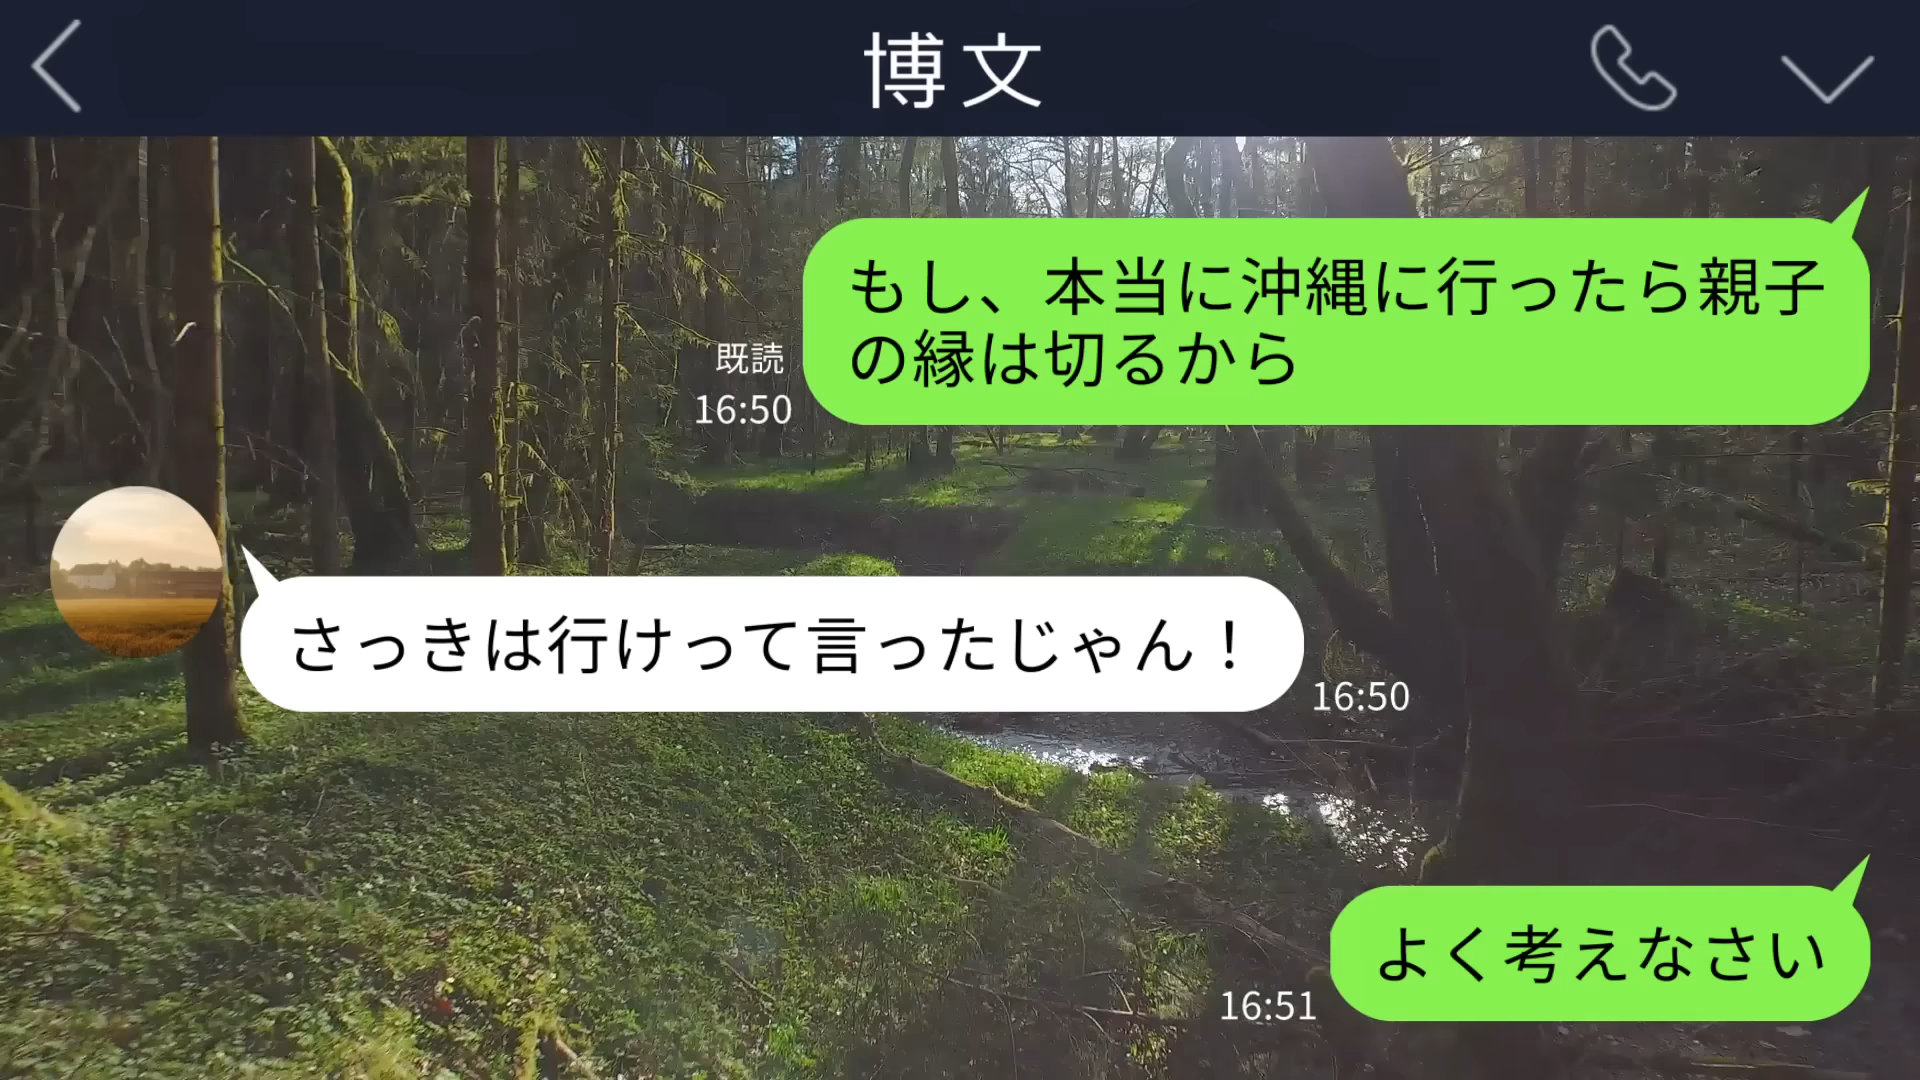 博文
もし、本当に沖縄に行ったら親子
の縁は切るから
既読
16:50
さっきは行けって言ったじゃん！
16:50
よく考えなさい
16:51